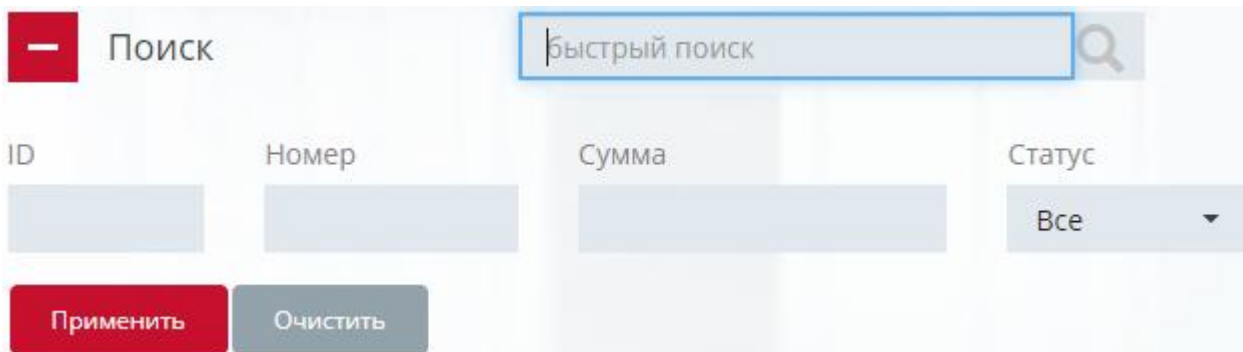 Поиск
быстрый поиск
ID Номер Сумма Статус
Все
Применить Очистить